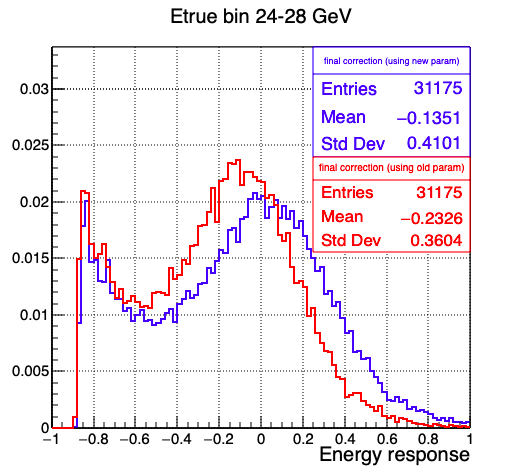 Etrue bin 24-28 GeV
final correction (using new param)
Entries 31175
Mean −0.1351
Std Dev 0.4101
final correction (using old param)
Entries 31175
Mean −0.2326
Std Dev 0.3604
0.03
0.025
0.02
0.015
0.01
0.005
0
−1 −0.8 −0.6 −0.4 −0.2 0 0.2 0.4 0.6 0.8 1
Energy response